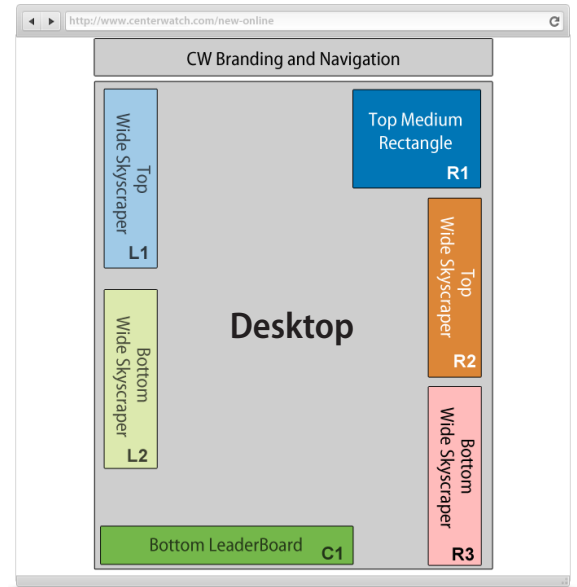 http://www.centerwatch.com/new-online
CW Branding and Navigation
Top
Wide Skyscraper
L1
Top Medium
Rectangle
R1
Top
Wide Skyscraper
R2
Desktop
Bottom
Wide Skyscraper
L2
Bottom
Wide Skyscraper
R3
Bottom LeaderBoard
C1